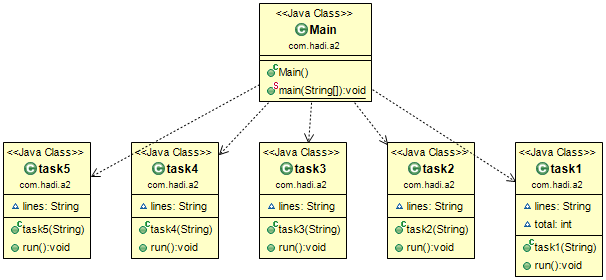 <<Java Class>>
C Main
com.hadi.a2
C Main()
S main(String[]):void
<<Java Class>>
C task5
com.hadi.a2
lines: String
C task5(String)
run():void
<<Java Class>>
C task4
com.hadi.a2
lines: String
C task4(String)
run():void
<<Java Class>>
C task3
com.hadi.a2
lines: String
C task3(String)
run():void
<<Java Class>>
C task2
com.hadi.a2
lines: String
C task2(String)
run():void
<<Java Class>>
C task1
com.hadi.a2
lines: String
total: int
C task1(String)
run():void